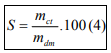 S = m_ct / m_dm .100 (4)